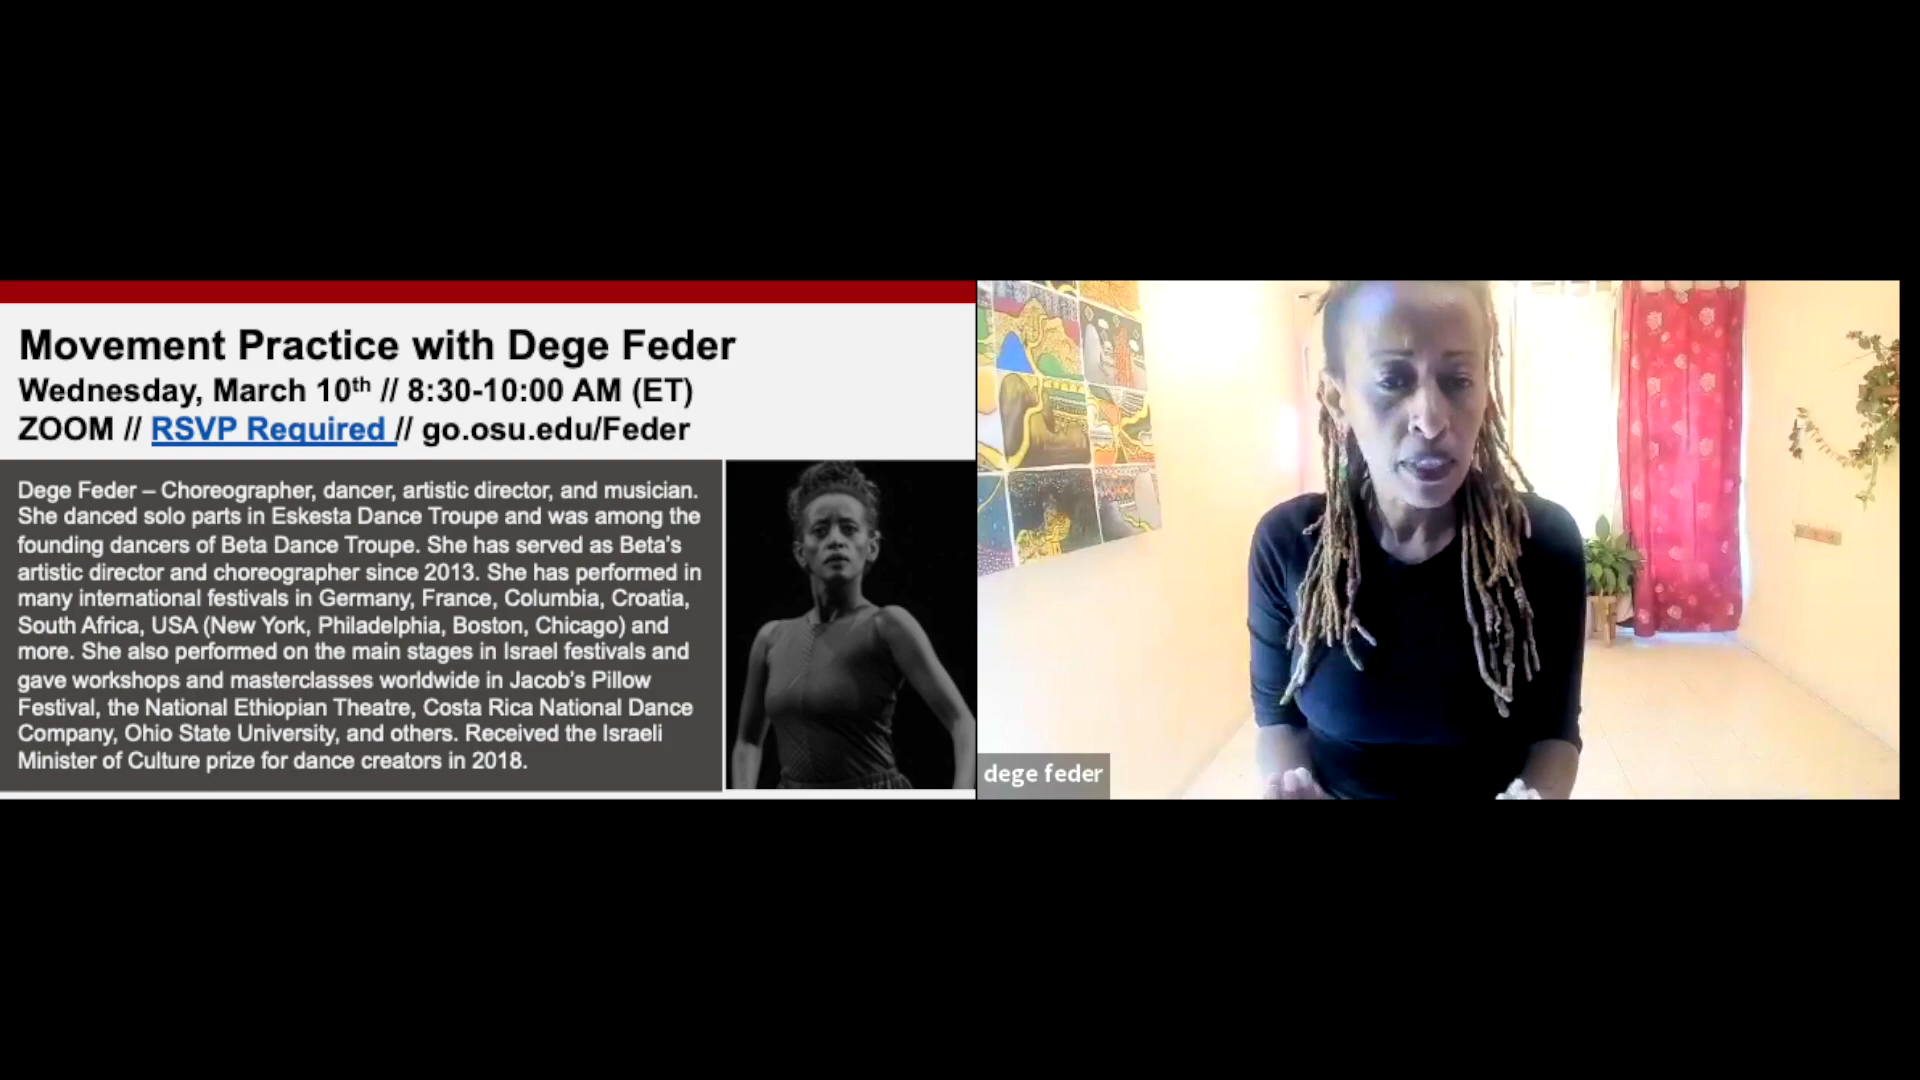 Movement Practice with Dege Feder
Wednesday, March 10th // 8:30-10:00 AM (ET)
ZOOM // RSVP Required // go.osu.edu/Feder
Dege Feder – Choreographer, dancer, artistic director, and musician.
She danced solo parts in Eskesta Dance Troupe and was among the
founding dancers of Beta Dance Troupe. She has served as Beta's
artistic director and choreographer since 2013. She has performed in
many international festivals in Germany, France, Columbia, Croatia,
South Africa, USA (New York, Philadelphia, Boston, Chicago) and
more. She also performed on the main stages in Israel festivals and
gave workshops and masterclasses worldwide in Jacob's Pillow
Festival, the National Ethiopian Theatre, Costa Rica National Dance
Company, Ohio State University, and others. Received the Israeli
Minister of Culture prize for dance creators in 2018.
dege feder